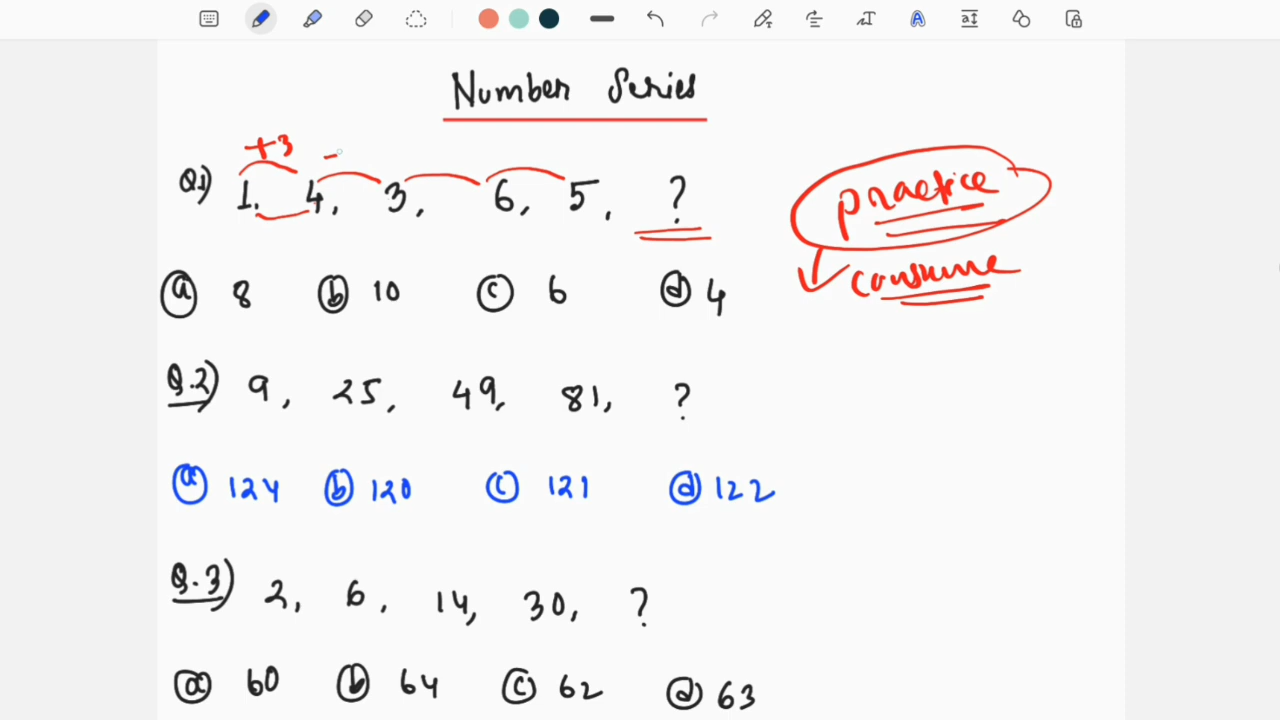 Number Series
+3 -
Q1) 1, 4, 3, 6, 5, ?
practice
consume
(a) 8 (b) 10 (c) 6 (d) 4
Q.2) 9, 25, 49, 81, ?
(a) 124 (b) 120 (c) 121 (d) 122
Q.3) 2, 6, 14, 30, ?
(a) 60 (b) 64 (c) 62 (d) 63